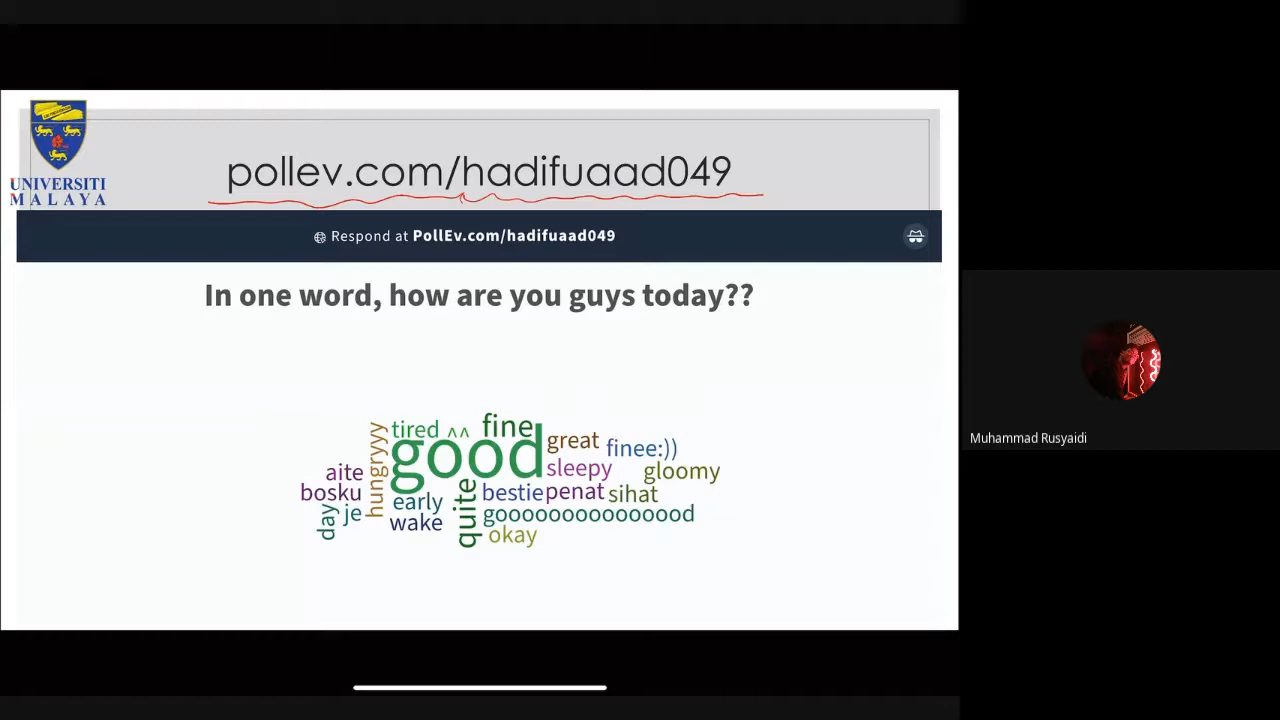 UNIVERSITI
MALAYA
pollev.com/hadifuaad049
Respond at PollEv.com/hadifuaad049
In one word, how are you guys today??
tired ^^ fine
hungryyy
good
great finee:))
aite
sleepy gloomy
bosku
early
quite
bestie penat sihat
day
je
wake
gooooooooooooood
okay
Muhammad Rusyaidi